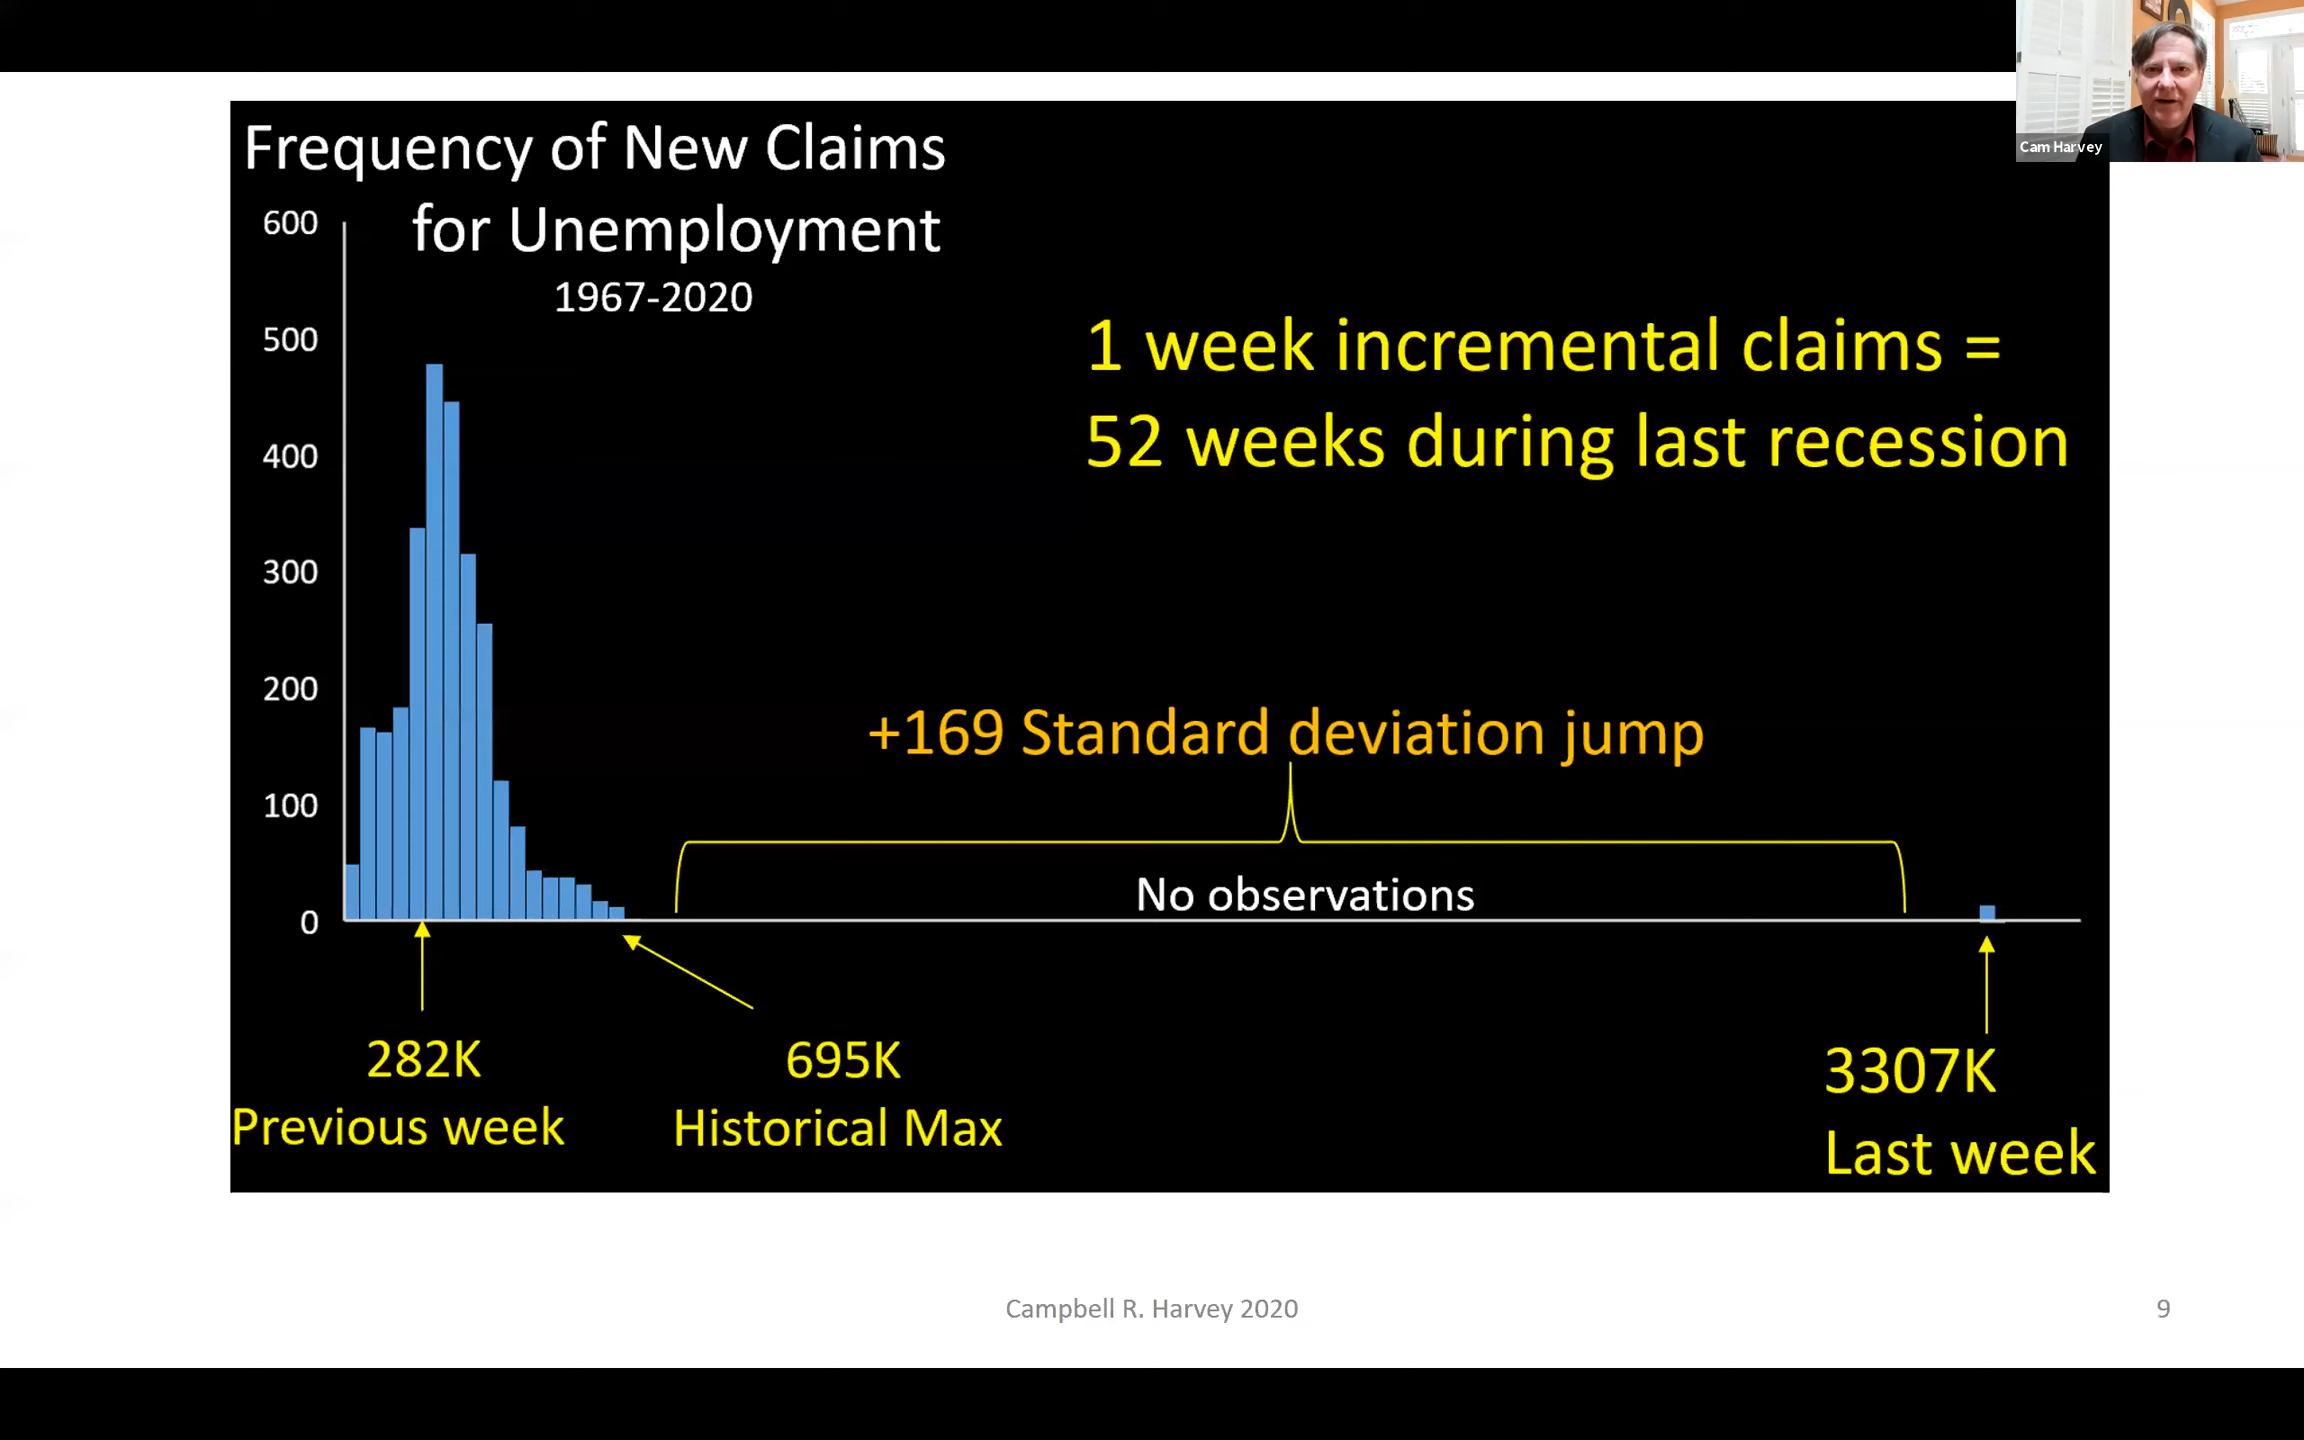 Cam Harvey
Frequency of New Claims
for Unemployment
1967-2020
600
500
400
300
200
100
0
1 week incremental claims =
52 weeks during last recession
+169 Standard deviation jump
No observations
282K
Previous week
695K
Historical Max
3307K
Last week
Campbell R. Harvey 2020
9